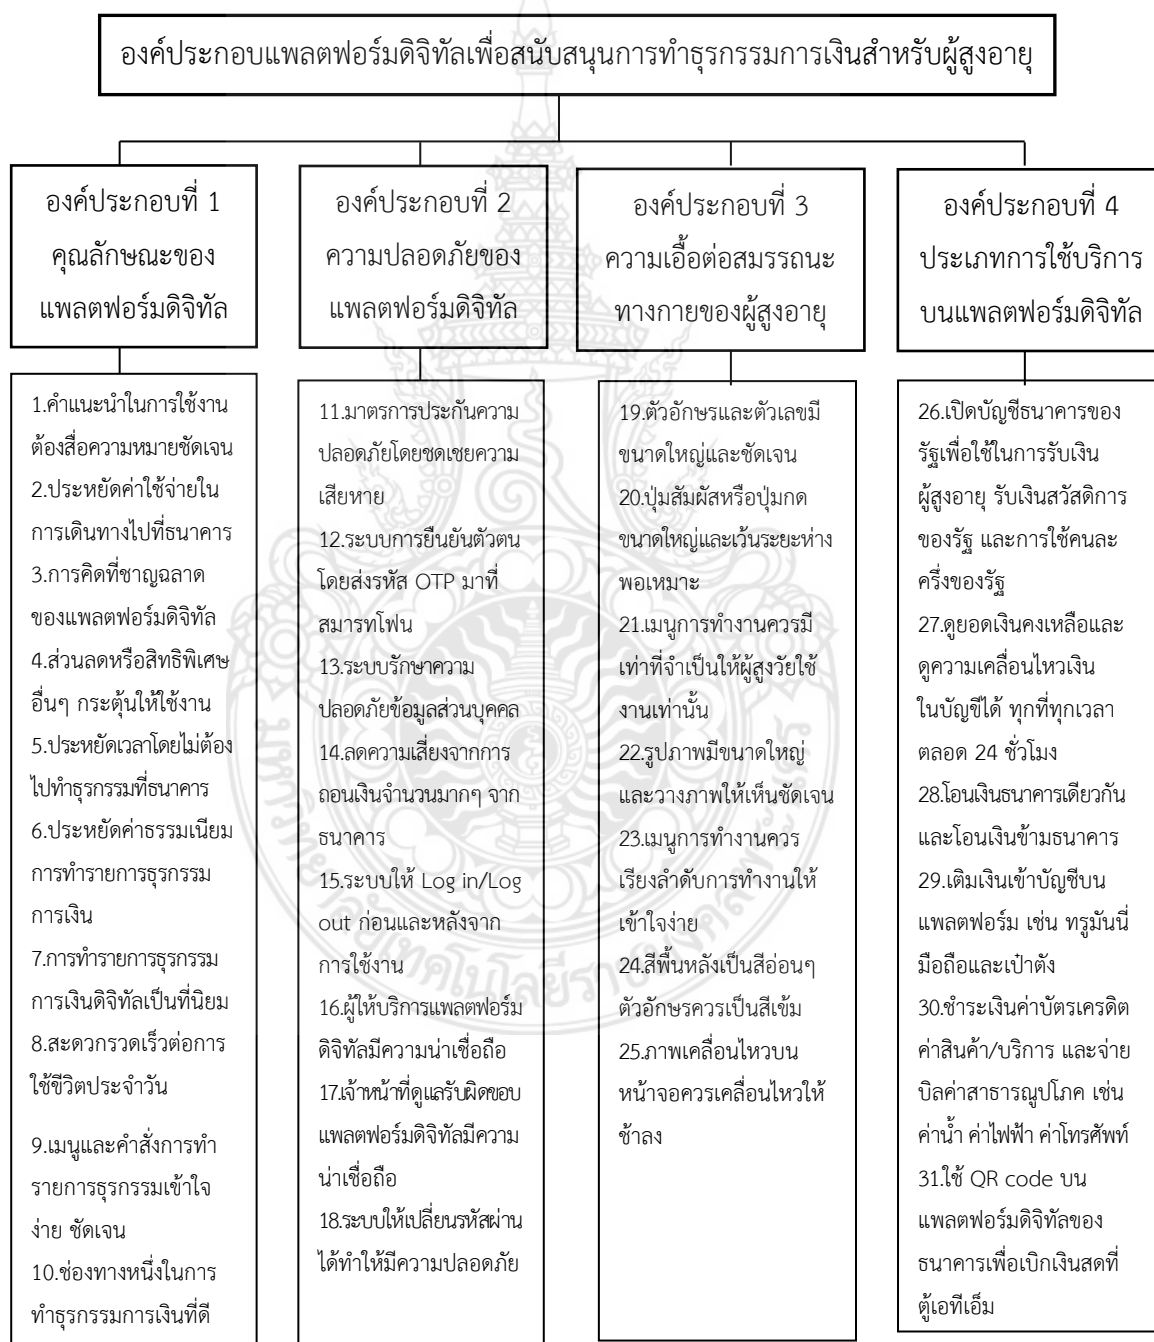 องค์ประกอบแพลตฟอร์มดิจิทัลเพื่อสนับสนุนการทำธุรกรรมการเงินสำหรับผู้สูงอายุ
องค์ประกอบที่ 1
คุณลักษณะของ
แพลตฟอร์มดิจิทัล
1.คำแนะนำในการใช้งาน
ต้องสื่อความหมายชัดเจน
2.ประหยัดค่าใช้จ่ายใน
การเดินทางไปที่ธนาคาร
3.การคิดที่ชาญฉลาด
ของแพลตฟอร์มดิจิทัล
4.ส่วนลดหรือสิทธิพิเศษ
อื่นๆ กระตุ้นให้ใช้งาน
5.ประหยัดเวลาโดยไม่ต้อง
ไปทำธุรกรรมที่ธนาคาร
6.ประหยัดค่าธรรมเนียม
การทำรายการธุรกรรม
การเงิน
7.การทำรายการธุรกรรม
การเงินดิจิทัลเป็นที่นิยม
8.สะดวกรวดเร็วต่อการ
ใช้ชีวิตประจำวัน
9.เมนูและคำสั่งการทำ
รายการธุรกรรมเข้าใจ
ง่าย ชัดเจน
10.ช่องทางหนึ่งในการ
ทำธุรกรรมการเงินที่ดี
องค์ประกอบที่ 2
ความปลอดภัยของ
แพลตฟอร์มดิจิทัล
11.มาตรการประกันความ
ปลอดภัยโดยชดเชยความ
เสียหาย
12.ระบบการยืนยันตัวตน
โดยส่งรหัส OTP มาที่
สมารทโฟน
13.ระบบรักษาความ
ปลอดภัยข้อมูลส่วนบุคคล
14.ลดความเสี่ยงจากการ
ถอนเงินจำนวนมากๆ จาก
ธนาคาร
15.ระบบให้ Log in/Log
out ก่อนและหลังจาก
การใช้งาน
16.ผู้ให้บริการแพลตฟอร์ม
ดิจิทัลมีความน่าเชื่อถือ
17.เจ้าหน้าที่ดูแลรับผิดชอบ
แพลตฟอร์มดิจิทัลมีความ
น่าเชื่อถือ
18.ระบบให้เปลี่ยนรหัสผ่าน
ได้ทำให้มีความปลอดภัย
องค์ประกอบที่ 3
ความเอื้อต่อสมรรถนะ
ทางกายของผู้สูงอายุ
19.ตัวอักษรและตัวเลขมี
ขนาดใหญ่และชัดเจน
20.ปุ่มสัมผัสหรือปุ่มกด
ขนาดใหญ่และเว้นระยะห่าง
พอเหมาะ
21.เมนูการทำงานควรมี
เท่าที่จำเป็นให้ผู้สูงวัยใช้
งานเท่านั้น
22.รูปภาพมีขนาดใหญ่
และวางภาพให้เห็นชัดเจน
23.เมนูการทำงานควร
เรียงลำดับการทำงานให้
เข้าใจง่าย
24.สีพื้นหลังเป็นสีอ่อนๆ
ตัวอักษรควรเป็นสีเข้ม
25.ภาพเคลื่อนไหวบน
หน้าจอควรเคลื่อนไหวให้
ช้าลง
องค์ประกอบที่ 4
ประเภทการใช้บริการ
บนแพลตฟอร์มดิจิทัล
26.เปิดบัญชีธนาคารของ
รัฐเพื่อใช้ในการรับเงิน
ผู้สูงอายุ รับเงินสวัสดิการ
ของรัฐ และการใช้คนละ
ครึ่งของรัฐ
27.ดูยอดเงินคงเหลือและ
ดูความเคลื่อนไหวเงิน
ในบัญชีได้ ทุกที่ทุกเวลา
ตลอด 24 ชั่วโมง
28.โอนเงินธนาคารเดียวกัน
และโอนเงินข้ามธนาคาร
29.เติมเงินเข้าบัญชีบน
แพลตฟอร์ม เช่น ทรูมันนี่
มือถือและเป๋าตัง
30.ชำระเงินค่าบัตรเครดิต
ค่าสินค้า/บริการ และจ่าย
บิลค่าสาธารณูปโภค เช่น
ค่าน้ำ ค่าไฟฟ้า ค่าโทรศัพท์
31.ใช้ QR code บน
แพลตฟอร์มดิจิทัลของ
ธนาคารเพื่อเบิกเงินสดที่
ตู้เอทีเอ็ม